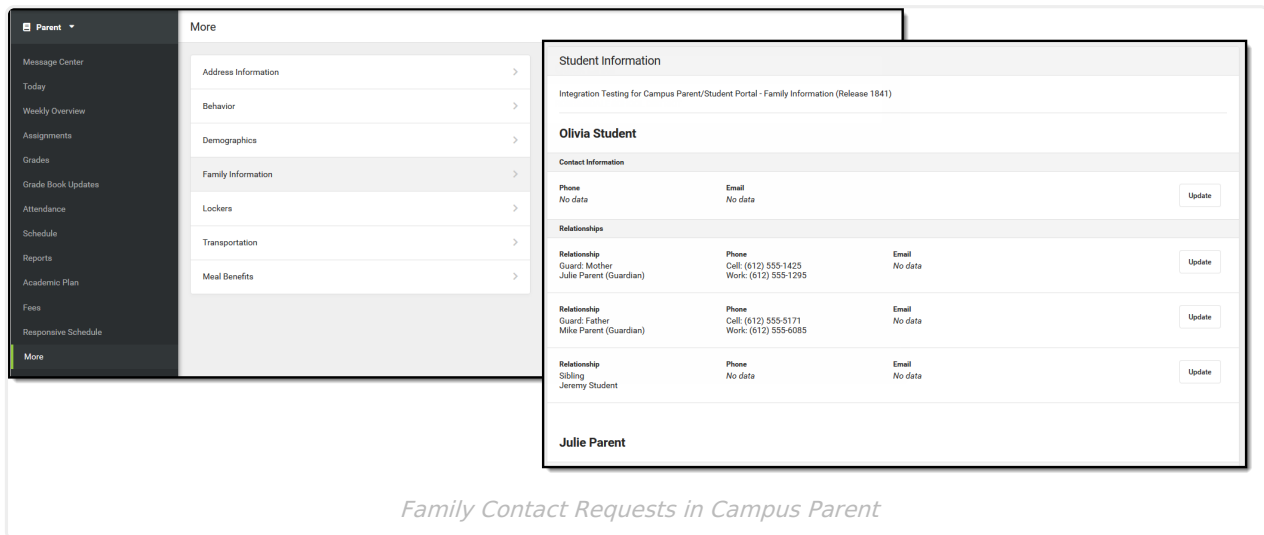 Parent
Message Center
Today
Weekly Overview
Assignments
Grades
Grade Book Updates
Attendance
Schedule
Reports
Academic Plan
Fees
Responsive Schedule
More
More
Address Information
Behavior
Demographics
Family Information
Lockers
Transportation
Meal Benefits
Student Information
Integration Testing for Campus Parent/Student Portal - Family Information (Release 1841)
Olivia Student
Contact Information
Phone Email
No data No data
Update
Relationships
Relationship Phone Email
Guard: Mother Cell: (612) 555-1425 No data
Julie Parent (Guardian) Work: (612) 555-1295
Update
Relationship Phone Email
Guard: Father Cell: (612) 555-5171 No data
Mike Parent (Guardian) Work: (612) 555-6085
Update
Relationship Phone Email
Sibling No data No data
Jeremy Student
Update
Julie Parent
Family Contact Requests in Campus Parent